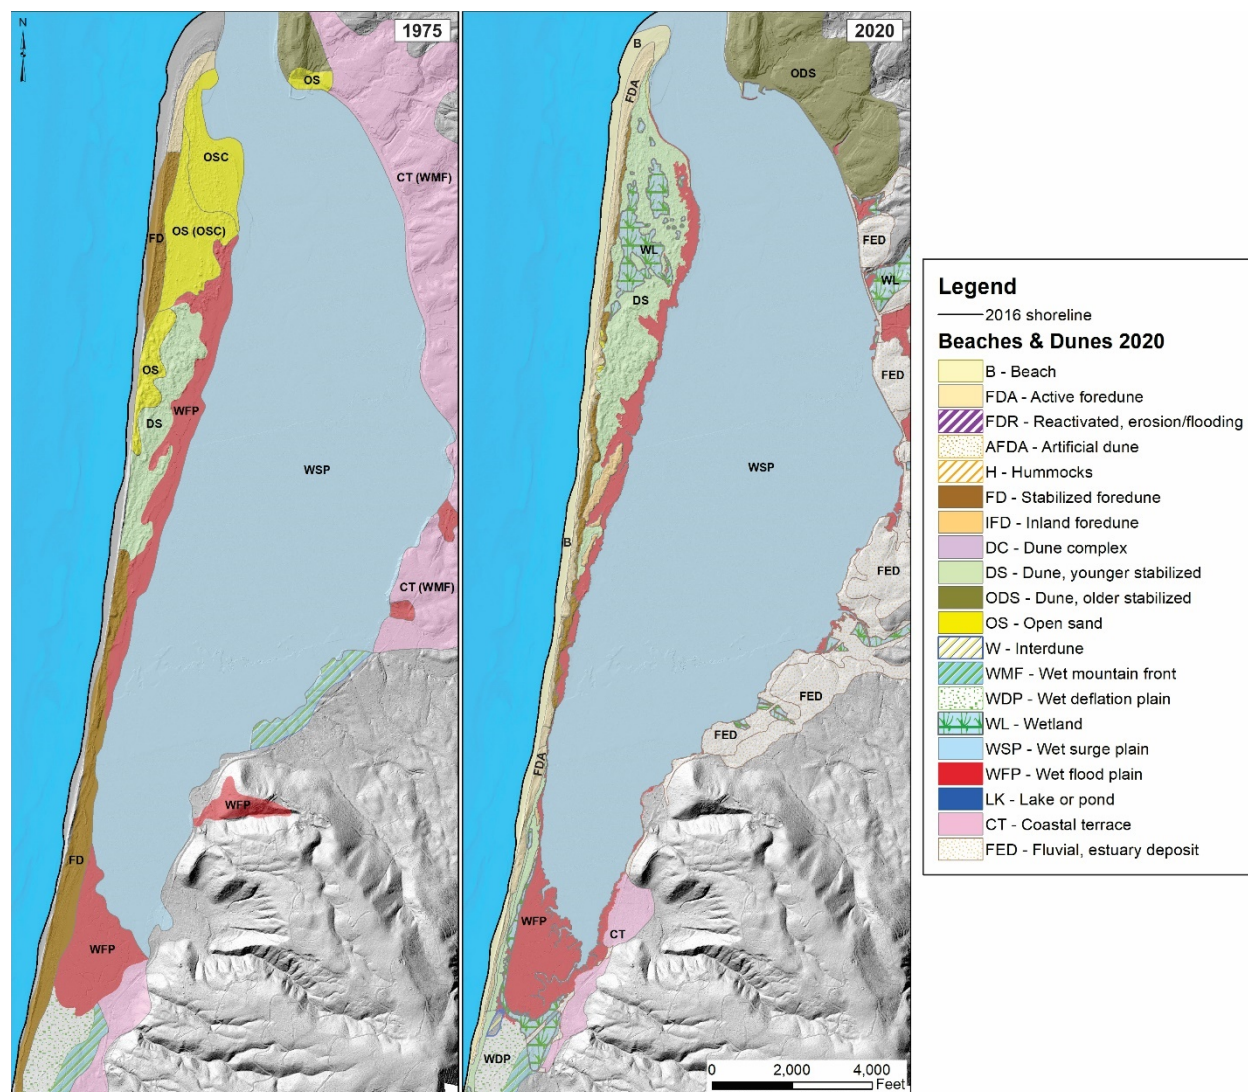 N
1975
OS
OSC
CT (WMF)
OS (OSC)
FD
OS
WFP
DS
WSP
CT (WMF)
WFP
FD
WFP
2020
B
ODS
FDA
FED
WL
WL
DS
FED
WSP
B
FED
FED
FED
FDA
WFP
CT
WDP
0 2,000 4,000
Feet
Legend
2016 shoreline
Beaches & Dunes 2020
B - Beach
FDA - Active foredune
FDR - Reactivated, erosion/flooding
AFDA - Artificial dune
H - Hummocks
FD - Stabilized foredune
IFD - Inland foredune
DC - Dune complex
DS - Dune, younger stabilized
ODS - Dune, older stabilized
OS - Open sand
W - Interdune
WMF - Wet mountain front
WDP - Wet deflation plain
WL - Wetland
WSP - Wet surge plain
WFP - Wet flood plain
LK - Lake or pond
CT - Coastal terrace
FED - Fluvial, estuary deposit